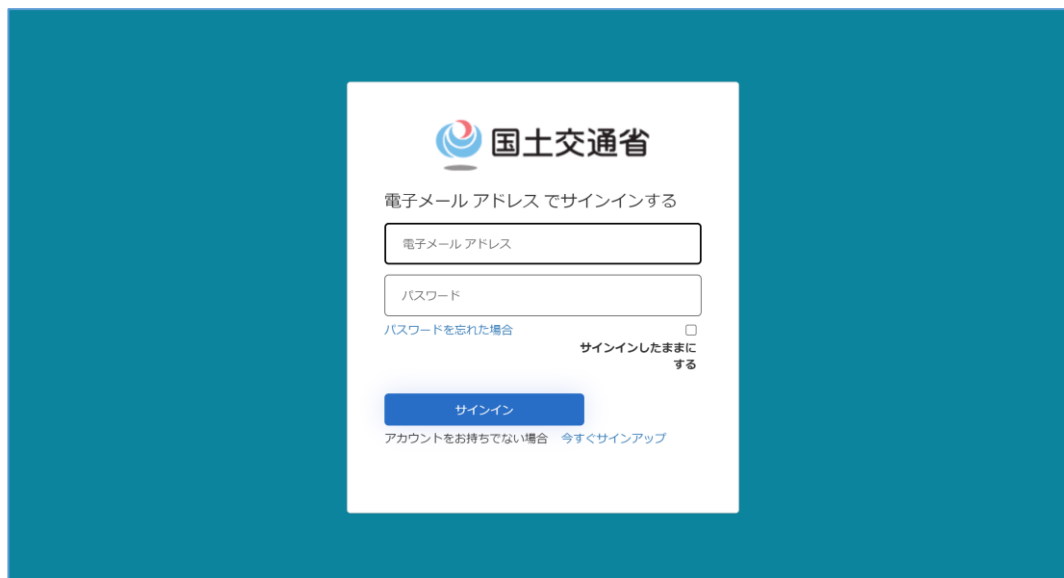 国土交通省
電子メール アドレス でサインインする
電子メール アドレス
パスワード
パスワードを忘れた場合
サインインしたままに
する
サインイン
アカウントをお持ちでない場合 今すぐサインアップ